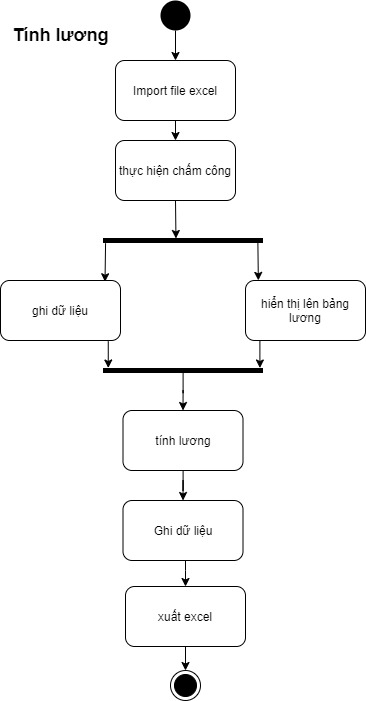 Tính lương
Import file excel
thực hiện chấm công
ghi dữ liệu
hiển thị lên bảng
lương
tính lương
Ghi dữ liệu
xuất excel